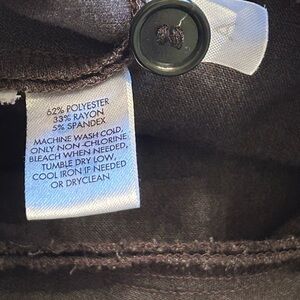 62% POLYESTER
33% RAYON
5% SPANDEX
MACHINE WASH COLD,
ONLY NON-CHLORINE
BLEACH WHEN NEEDED,
TUMBLE DRY LOW,
COOL IRON IF NEEDED
OR DRYCLEAN